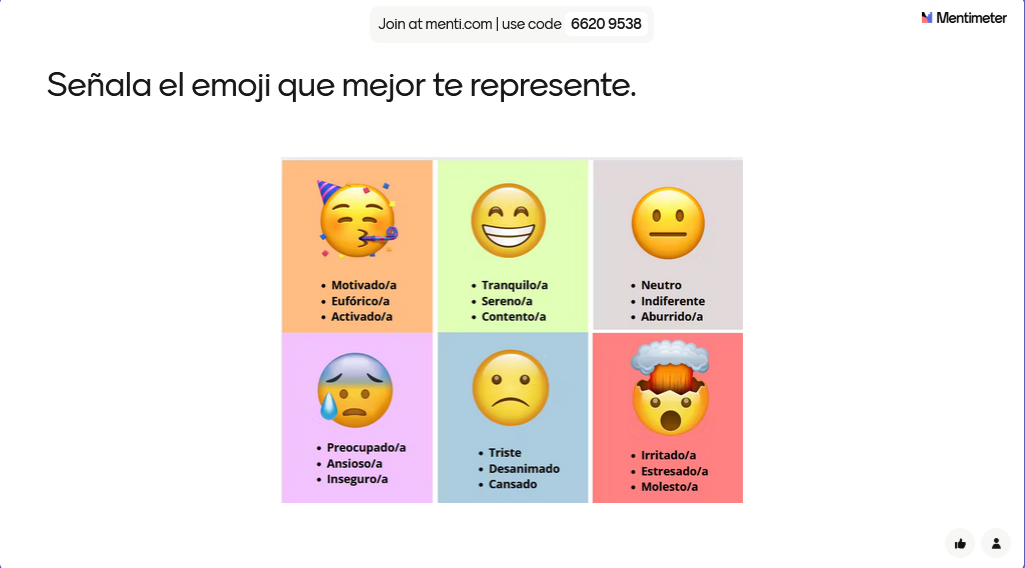 Join at menti.com | use code 6620 9538
Mentimeter
Señala el emoji que mejor te represente.
• Motivado/a
• Eufórico/a
• Activado/a
• Tranquilo/a
• Sereno/a
• Contento/a
• Neutro
• Indiferente
• Aburrido/a
• Preocupado/a
• Ansioso/a
• Inseguro/a
• Triste
• Desanimado
• Cansado
• Irritado/a
• Estresado/a
• Molesto/a